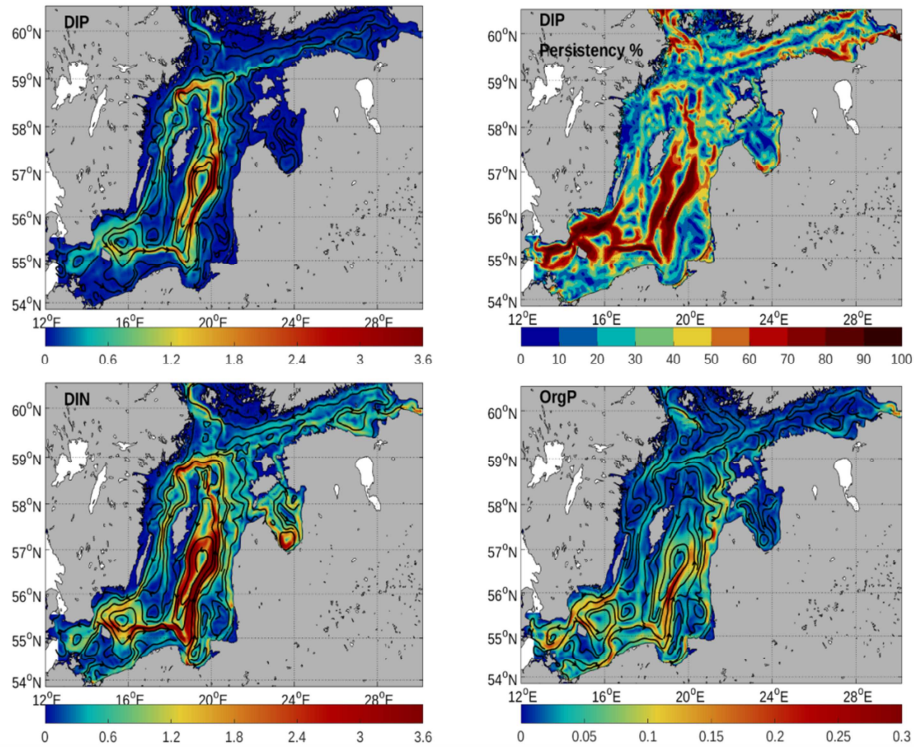 DIP
60°N
59°N
58°N
57°N
56°N
55°N
54°N
12°E 16°E 20°E 24°E 28°E
0 0.6 1.2 1.8 2.4 3 3.6
DIP
Persistency %
60°N
59°N
58°N
57°N
56°N
55°N
54°N
12°E 16°E 20°E 24°E 28°E
0 10 20 30 40 50 60 70 80 90 100
DIN
60°N
59°N
58°N
57°N
56°N
55°N
54°N
12°E 16°E 20°E 24°E 28°E
0 0.6 1.2 1.8 2.4 3 3.6
OrgP
60°N
59°N
58°N
57°N
56°N
55°N
54°N
12°E 16°E 20°E 24°E 28°E
0 0.05 0.1 0.15 0.2 0.25 0.3